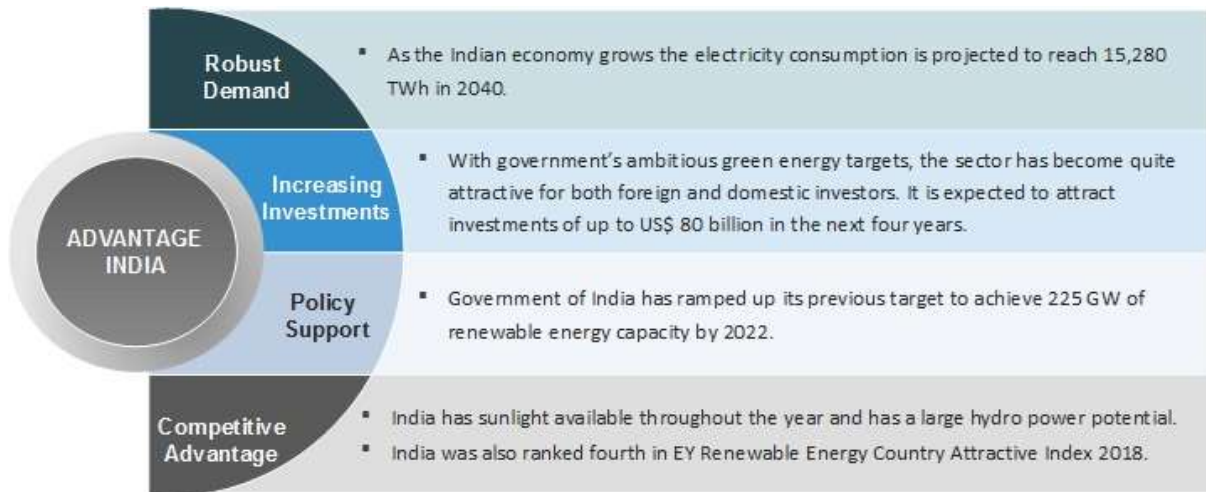 ADVANTAGE
INDIA
Robust
Demand
▪ As the Indian economy grows the electricity consumption is projected to reach 15,280
TWh in 2040.
Increasing
Investments
▪ With government's ambitious green energy targets, the sector has become quite
attractive for both foreign and domestic investors. It is expected to attract
investments of up to US$ 80 billion in the next four years.
Policy
Support
▪ Government of India has ramped up its previous target to achieve 225 GW of
renewable energy capacity by 2022.
Competitive
Advantage
▪ India has sunlight available throughout the year and has a large hydro power potential.
▪ India was also ranked fourth in EY Renewable Energy Country Attractive Index 2018.